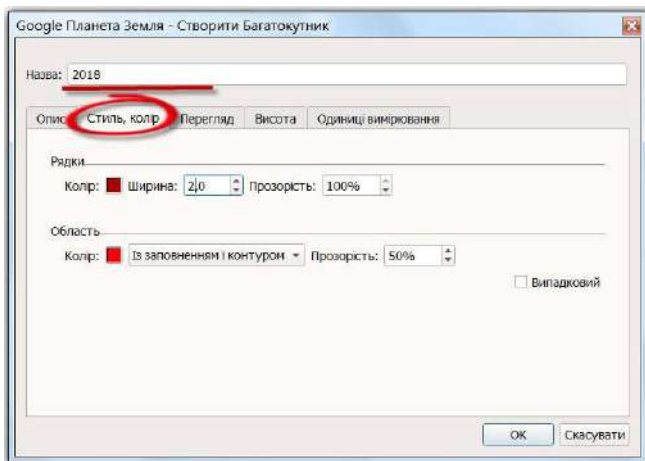 Google Планета Земля - Створити Багатокутник
Назва: 2018
Опис Стиль, колір Перегляд Висота Одиниці вимірювання
Рядки
Колір: Ширина: 2,0 Прозорість: 100%
Область
Колір: Із заповненням і контуром Прозорість: 50%
Випадковий
ОК Скасувати